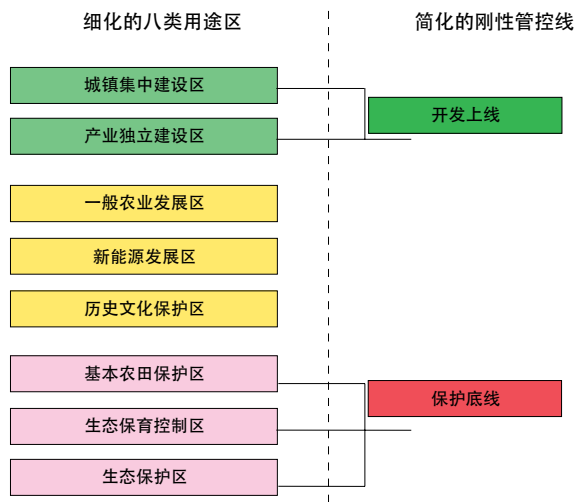 细化的八类用途区
简化的刚性管控线
城镇集中建设区
开发上线
产业独立建设区
一般农业发展区
新能源发展区
历史文化保护区
基本农田保护区
保护底线
生态保育控制区
生态保护区